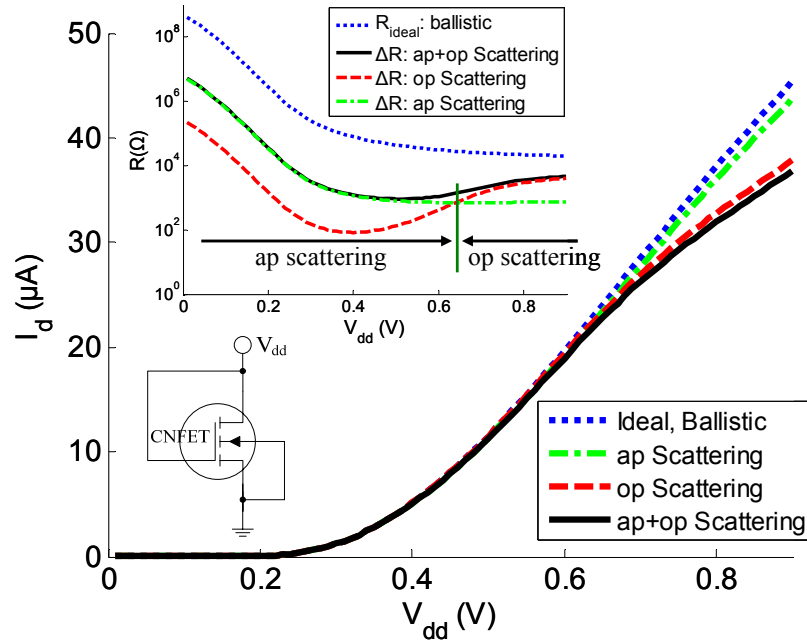 R_ideal: ballistic
ΔR: ap+op Scattering
ΔR: op Scattering
ΔR: ap Scattering
R(Ω)
10^8
10^6
10^4
10^2
10^0
ap scattering
op scattering
0 0.2 0.4 0.6 0.8
V_dd (V)
I_d (µA)
50
40
30
20
10
0
V_dd
CNFET
Ideal, Ballistic
ap Scattering
op Scattering
ap+op Scattering
0 0.2 0.4 0.6 0.8
V_dd (V)